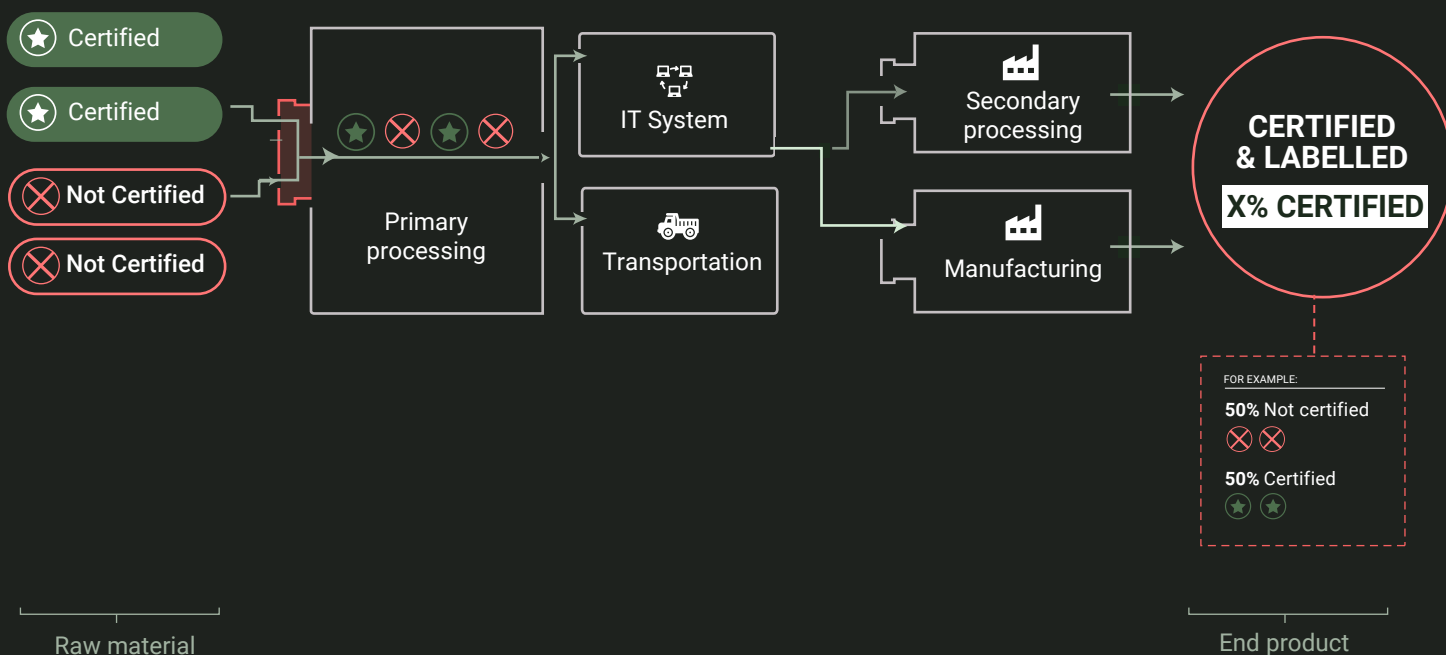 Certified
Certified
Not Certified
Not Certified
Primary
processing
IT System
Transportation
Secondary
processing
Manufacturing
CERTIFIED
& LABELLED
X% CERTIFIED
FOR EXAMPLE:
50% Not certified
50% Certified
Raw material
End product